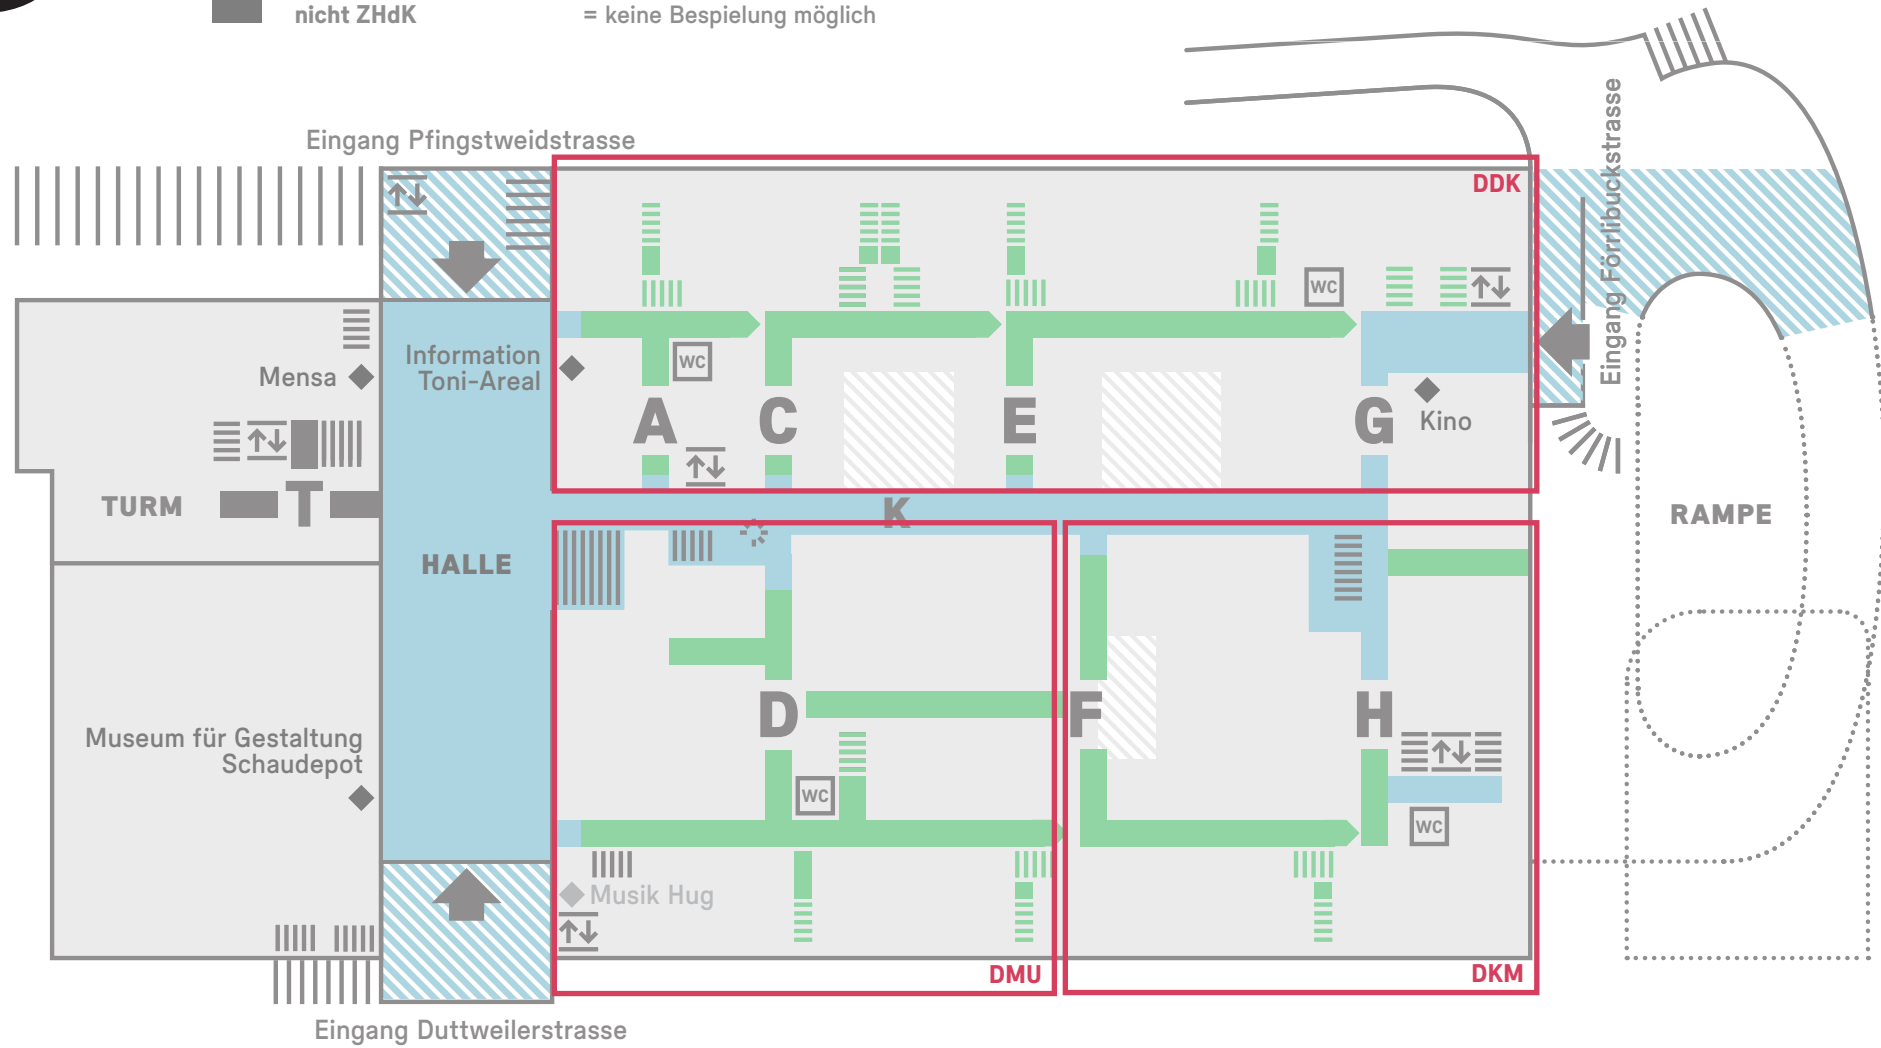 nicht ZHdK = keine Bespielung möglich
Eingang Pfingstweidstrasse
Eingang Förrlibuckstrasse
DDK
WC
Information
Toni-Areal
Mensa
WC
A C E G
Kino
TURM T
K
RAMPE
HALLE
D F H
Museum für Gestaltung
Schaudepot
WC
WC
Musik Hug
DMU DKM
Eingang Duttweilerstrasse